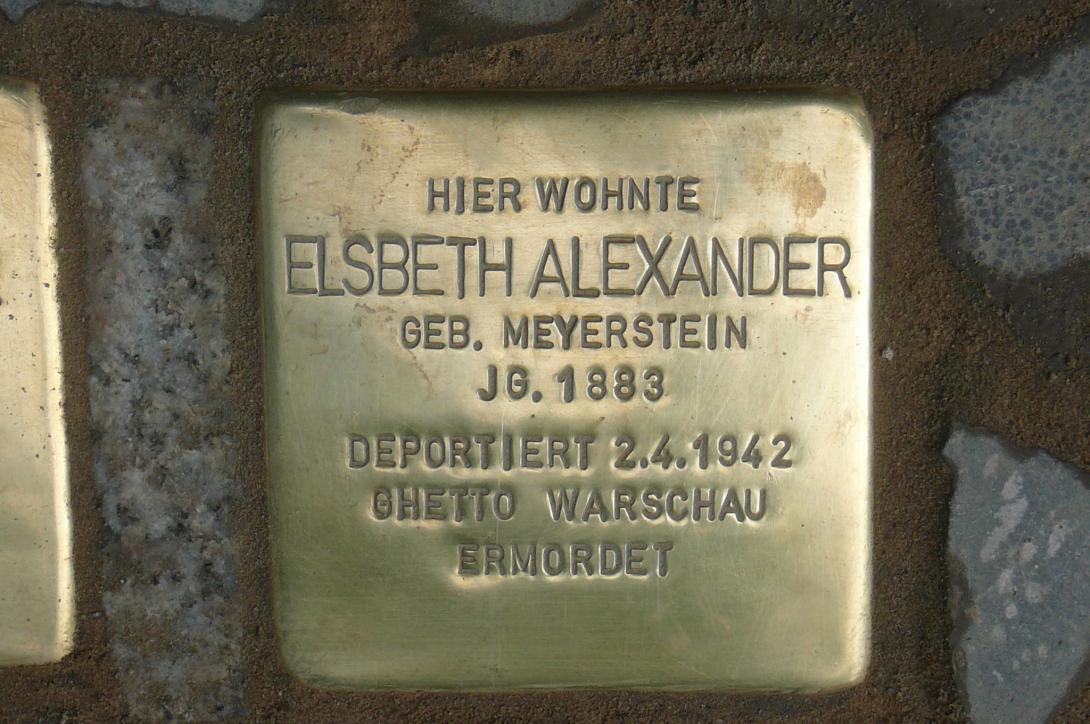 HIER WOHNTE
ELSBETH ALEXANDER
GEB. MEYERSTEIN
JG. 1883
DEPORTIERT 2.4.1942
GHETTO WARSCHAU
ERMORDET